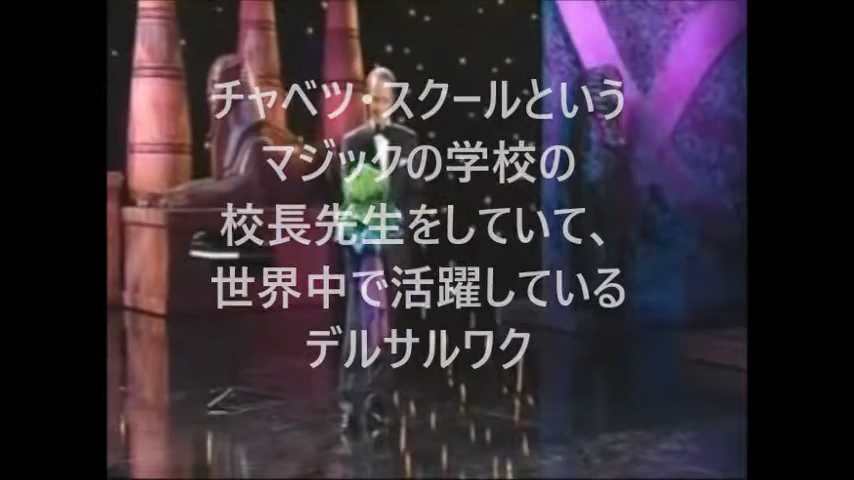 チャベツ・スクールという
マジックの学校の
校長先生をしていて、
世界中で活躍している
デルサルワク